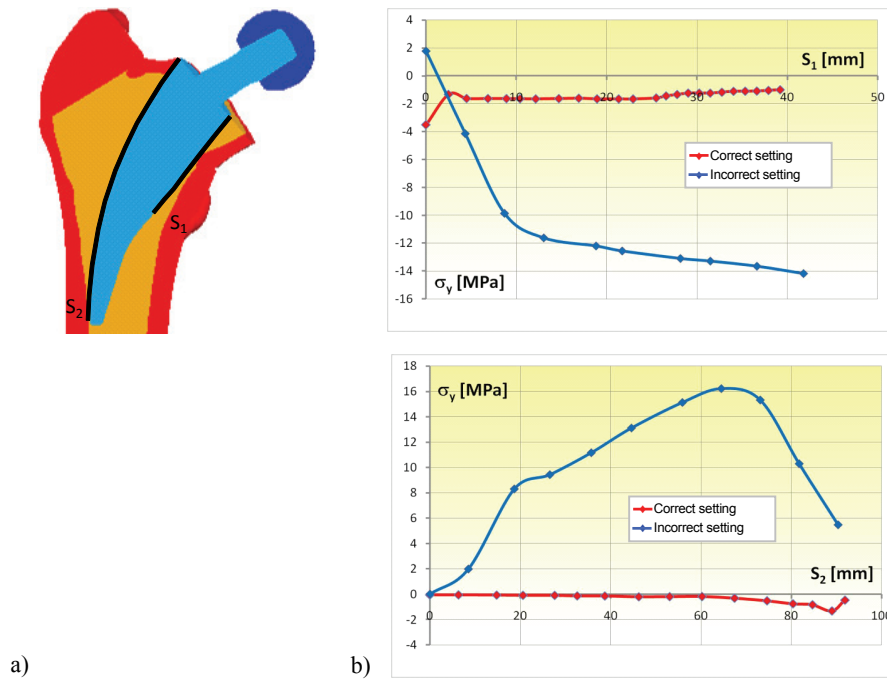 S1
S2
4
2
0
-2
-4
-6
-8
-10
-12
-14
-16
0 10 20 30 40 50
S1 [mm]
Correct setting
Incorrect setting
σy [MPa]
18
16
14
12
10
8
6
4
2
0
-2
-4
σy [MPa]
Correct setting
Incorrect setting
S2 [mm]
0 20 40 60 80 100
a) b)